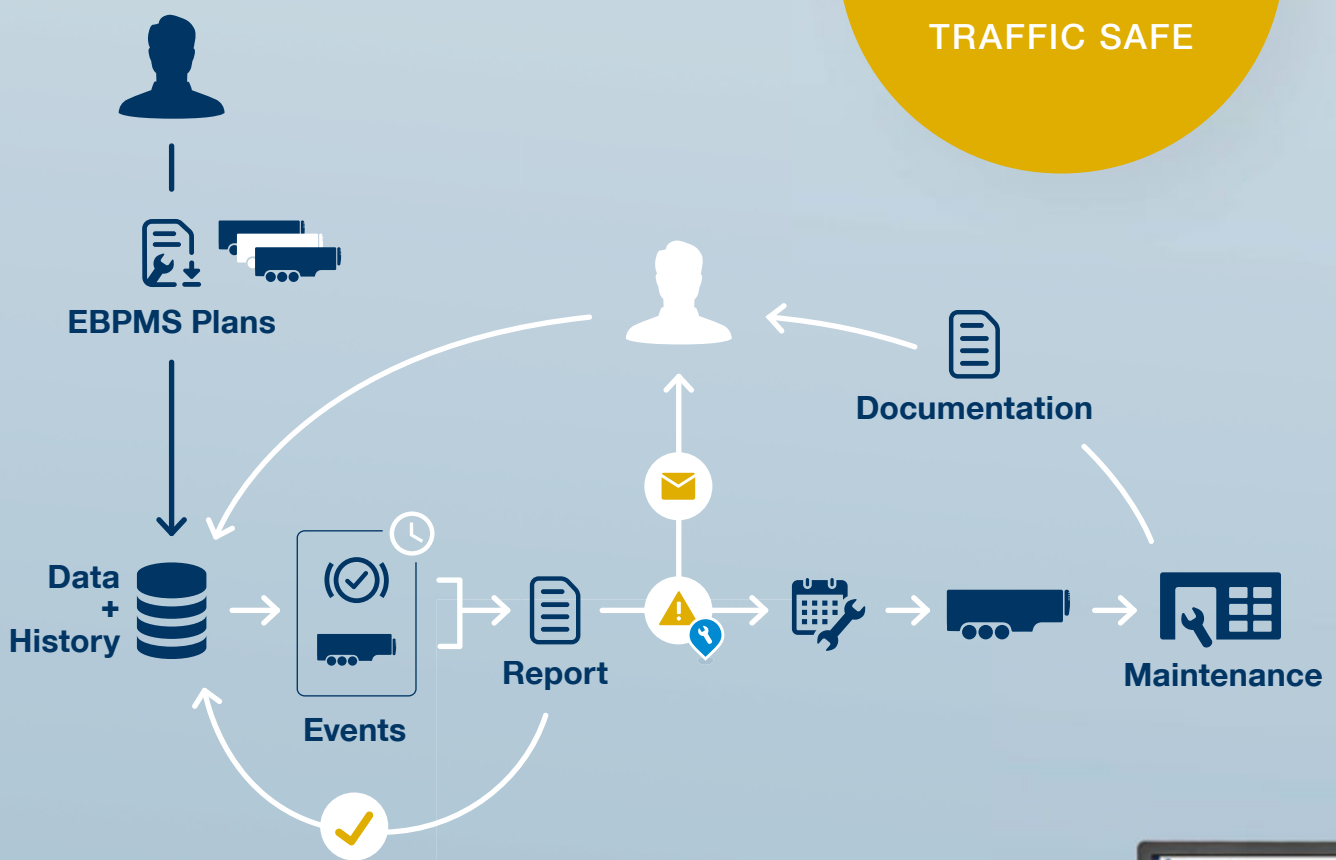 TRAFFIC SAFE
EBPMS Plans
Documentation
Data
+
History
Report
Maintenance
Events